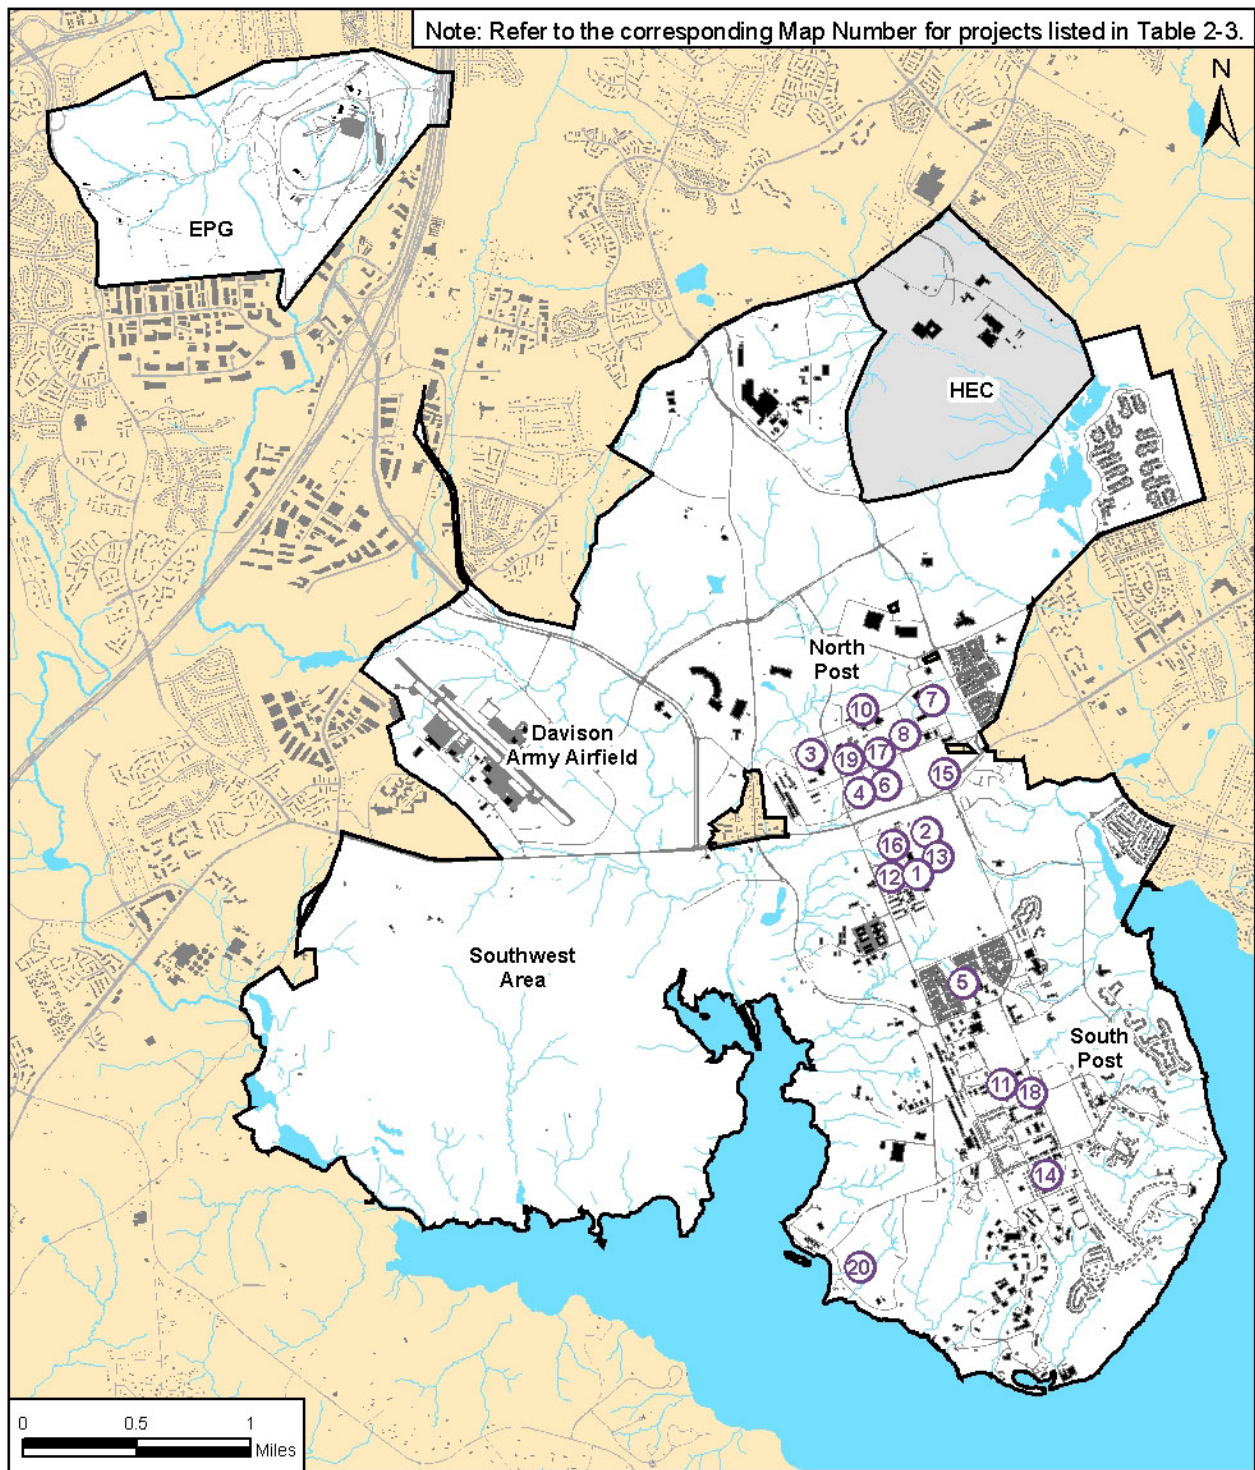 Note: Refer to the corresponding Map Number for projects listed in Table 2-3.
N
EPG
HEC
North
Post
7
10
8
3
19
17
15
4
6
Davison
Army Airfield
2
16
13
12
1
Southwest
Area
5
South
Post
11
18
14
20
0
0.5
1
Miles